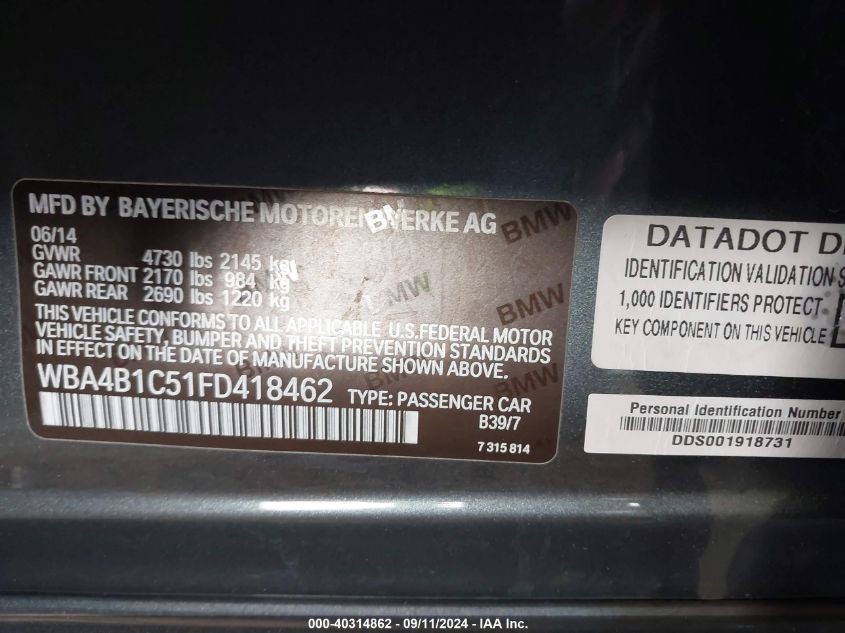 MFD BY BAYERISCHE MOTOREN WERKE AG
06/14
GVWR 4730 lbs 2145 kg
GAWR FRONT 2170 lbs 984 kg
GAWR REAR 2690 lbs 1220 kg
THIS VEHICLE CONFORMS TO ALL APPLICABLE U.S.FEDERAL MOTOR
VEHICLE SAFETY, BUMPER AND THEFT PREVENTION STANDARDS
IN EFFECT ON THE DATE OF MANUFACTURE SHOWN ABOVE.
WBA4B1C51FD418462 TYPE: PASSENGER CAR
B39/7
7 315 814
BMW
BMW
BMW
DATADOT D
IDENTIFICATION VALIDATION S
1,000 IDENTIFIERS PROTECT
KEY COMPONENT ON THIS VEHICLE
Personal Identification Number
DDS001918731
000-40314862 - 09/11/2024 - IAA Inc.